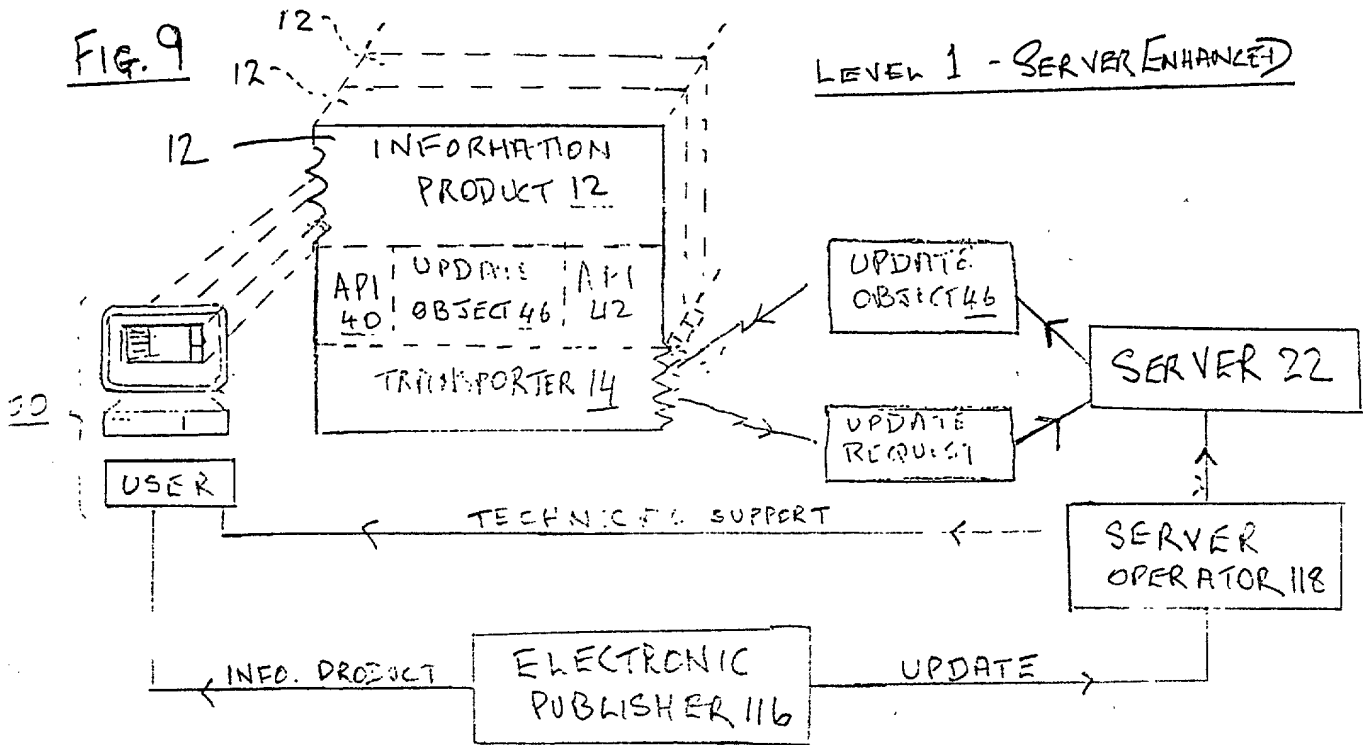 FIG. 9
LEVEL 1 - SERVER ENHANCED
12
12
12
INFORMATION
PRODUCT 12
API
40
UPDATE
OBJECT 46
API
42
TRANSPORTER 14
UPDATE
OBJECT 46
UPDATE
REQUEST
SERVER 22
USER
TECHNICAL SUPPORT
SERVER
OPERATOR 118
INFO. PRODUCT
ELECTRONIC
PUBLISHER 116
UPDATE